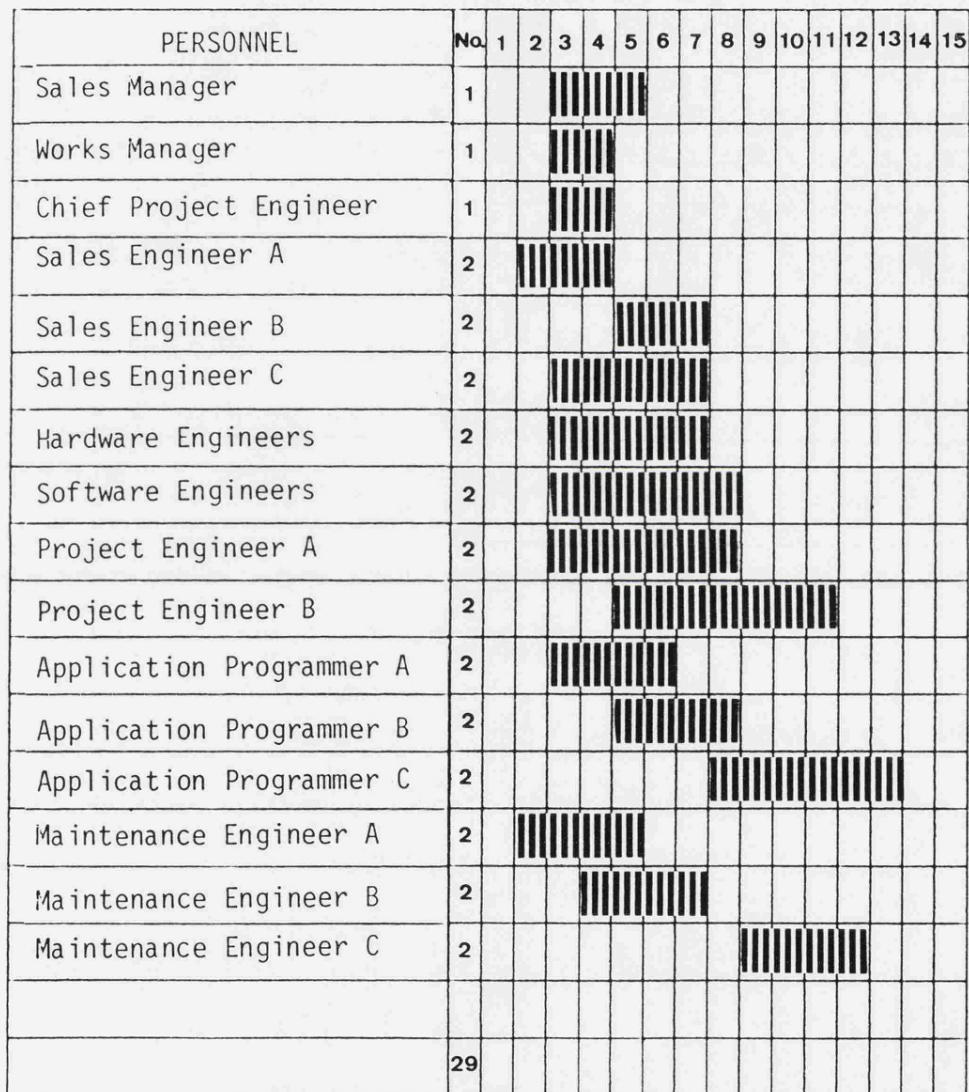 PERSONNEL No. 1 2 3 4 5 6 7 8 9 10 11 12 13 14 15
Sales Manager 1
Works Manager 1
Chief Project Engineer 1
Sales Engineer A 2
Sales Engineer B 2
Sales Engineer C 2
Hardware Engineers 2
Software Engineers 2
Project Engineer A 2
Project Engineer B 2
Application Programmer A 2
Application Programmer B 2
Application Programmer C 2
Maintenance Engineer A 2
Maintenance Engineer B 2
Maintenance Engineer C 2
29